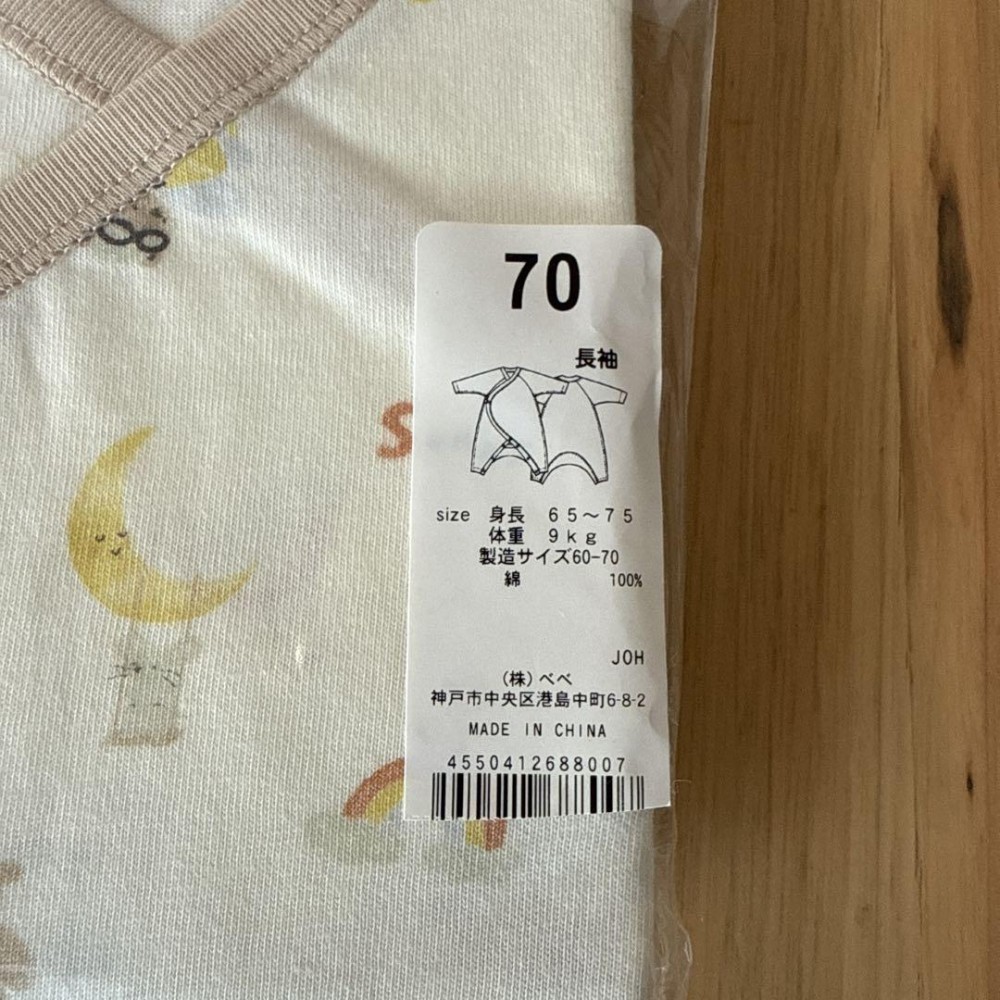 70
長袖
size 身長 65～75
体重 9kg
製造サイズ60-70
綿 100%
JOH
(株)べべ
神戸市中央区港島中町6-8-2
MADE IN CHINA
4550412688007